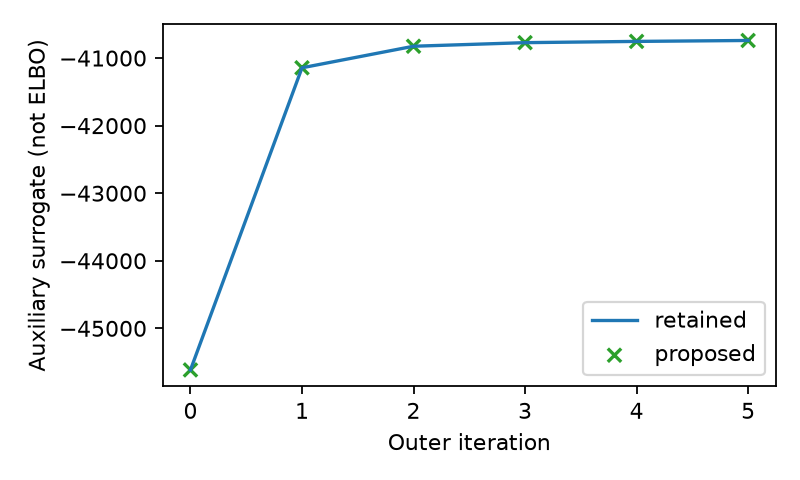 Auxiliary surrogate (not ELBO)
−41000
−42000
−43000
−44000
−45000
retained
proposed
0 1 2 3 4 5
Outer iteration